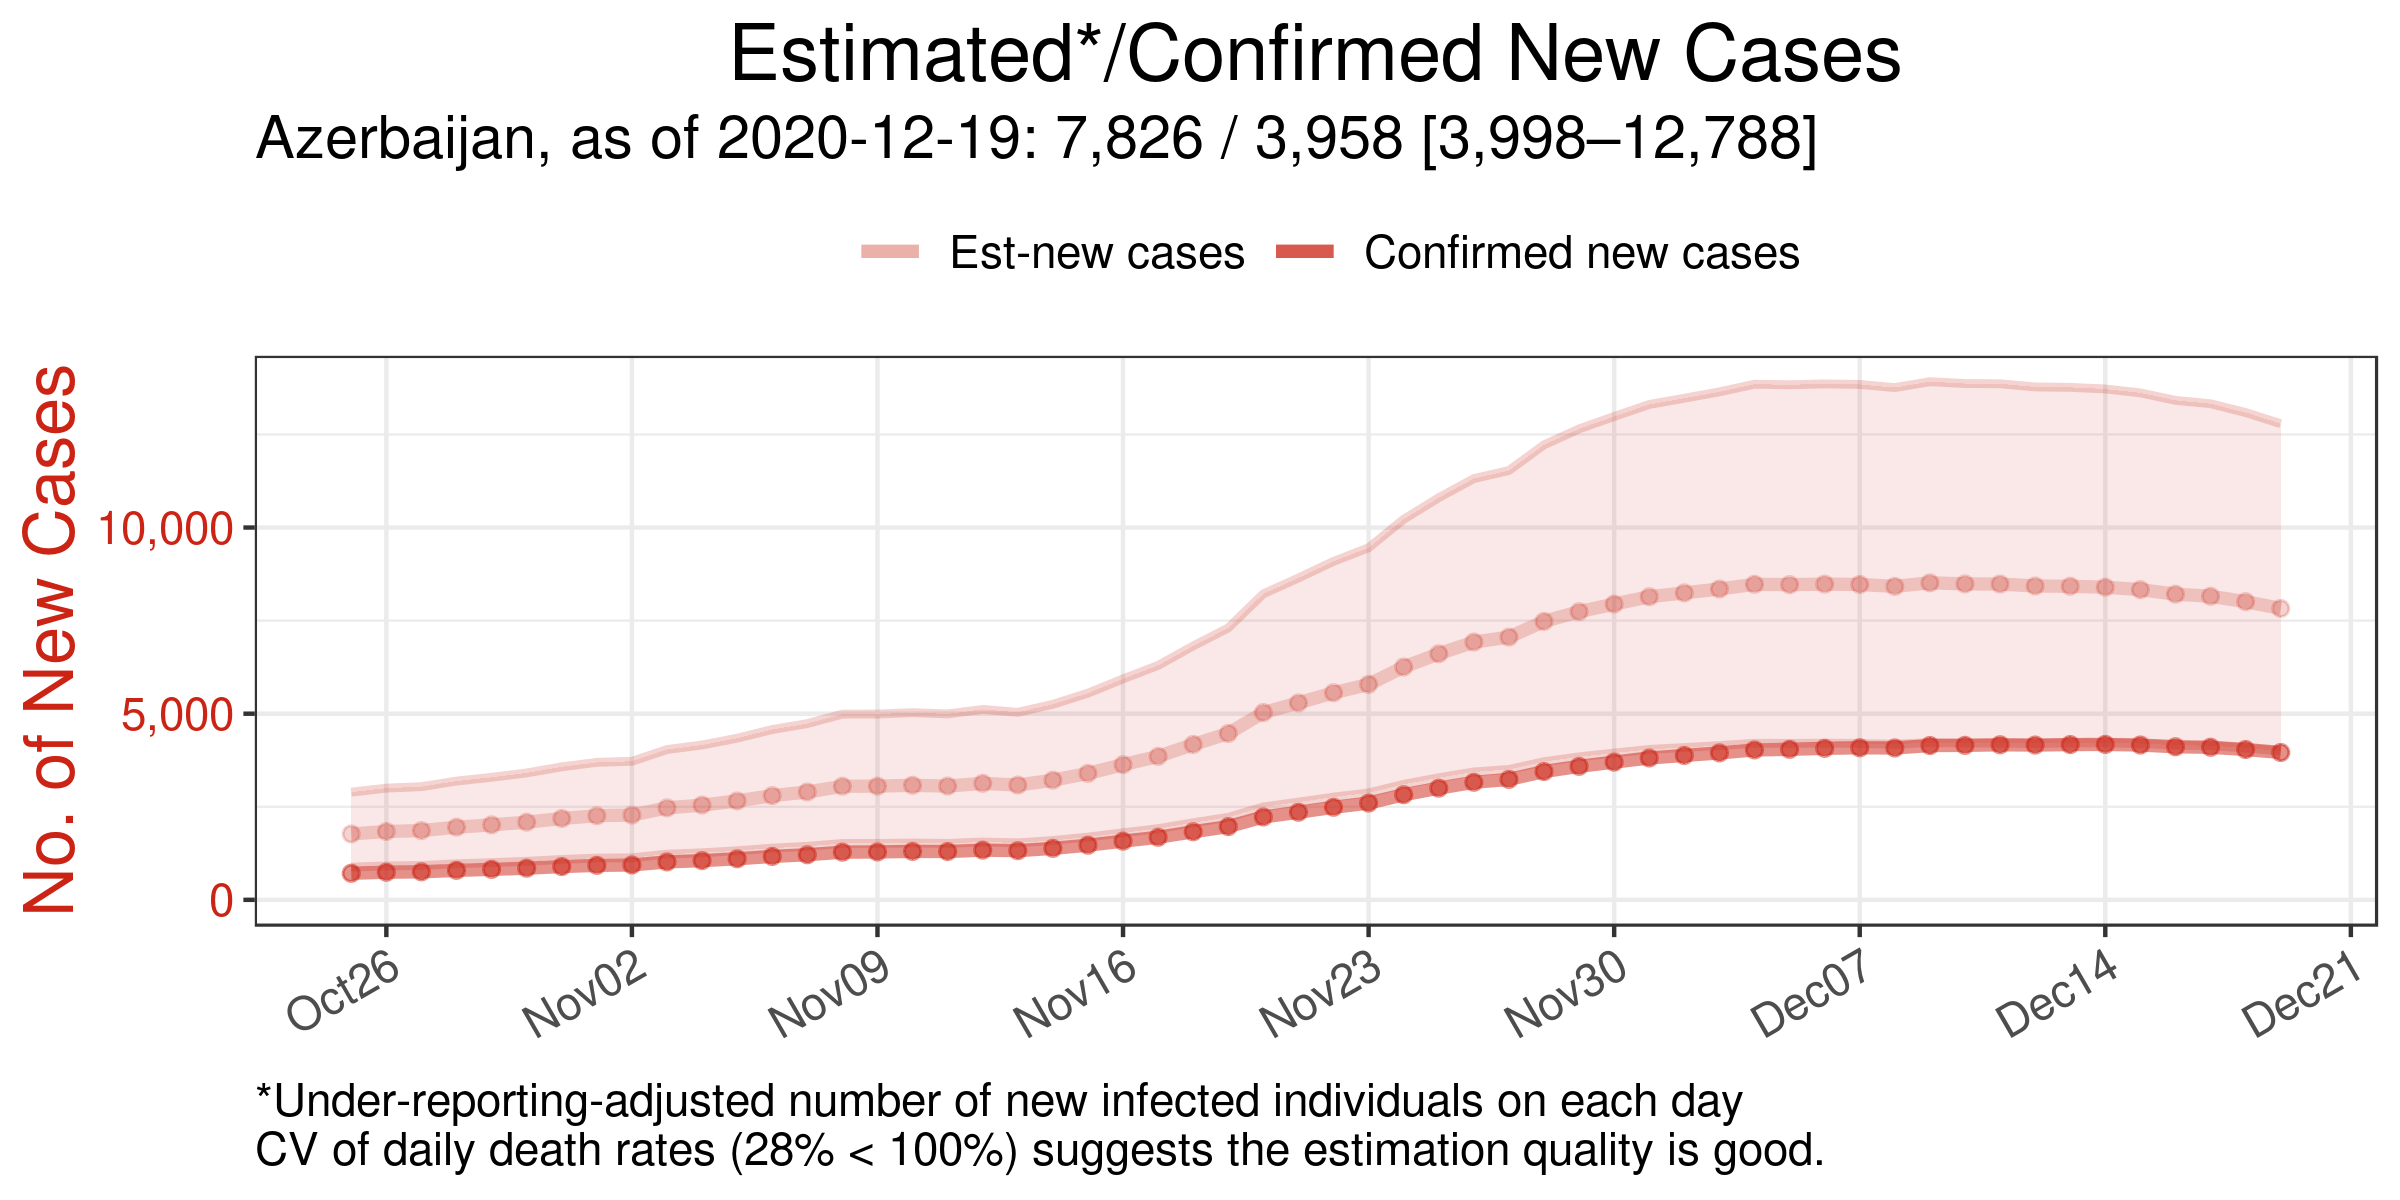 Estimated*/Confirmed New Cases
Azerbaijan, as of 2020-12-19: 7,826 / 3,958 [3,998–12,788]
Est-new cases
Confirmed new cases
No. of New Cases
10,000
5,000
0
Oct26
Nov02
Nov09
Nov16
Nov23
Nov30
Dec07
Dec14
Dec21
*Under-reporting-adjusted number of new infected individuals on each day
CV of daily death rates (28% < 100%) suggests the estimation quality is good.